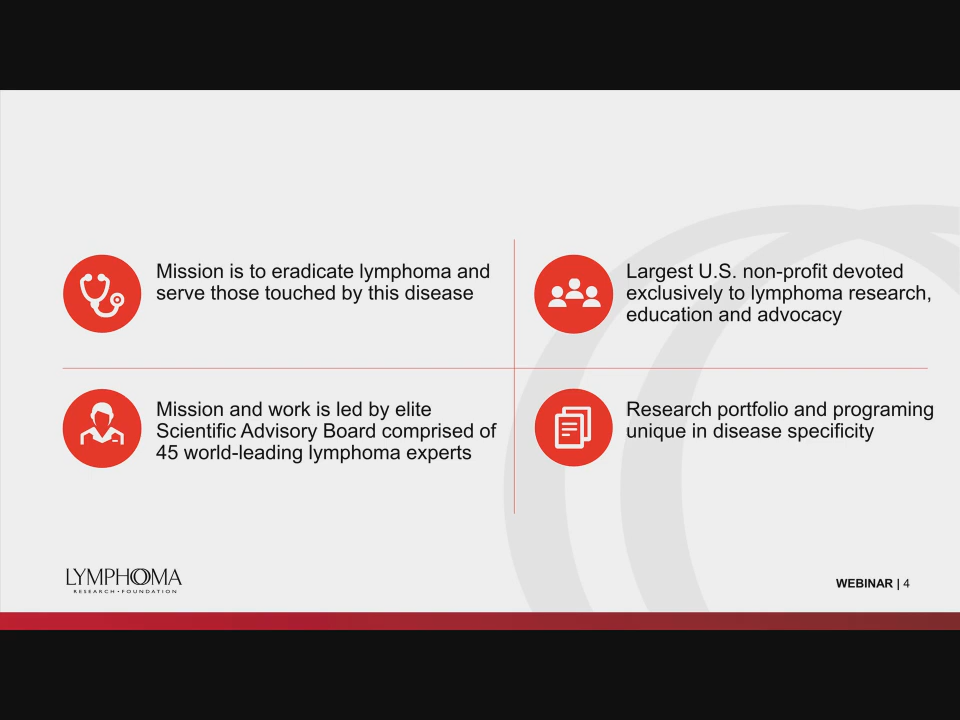 Mission is to eradicate lymphoma and
serve those touched by this disease
Largest U.S. non-profit devoted
exclusively to lymphoma research,
education and advocacy
Mission and work is led by elite
Scientific Advisory Board comprised of
45 world-leading lymphoma experts
Research portfolio and programing
unique in disease specificity
LYMPHOMA
RESEARCH • FOUNDATION
WEBINAR | 4